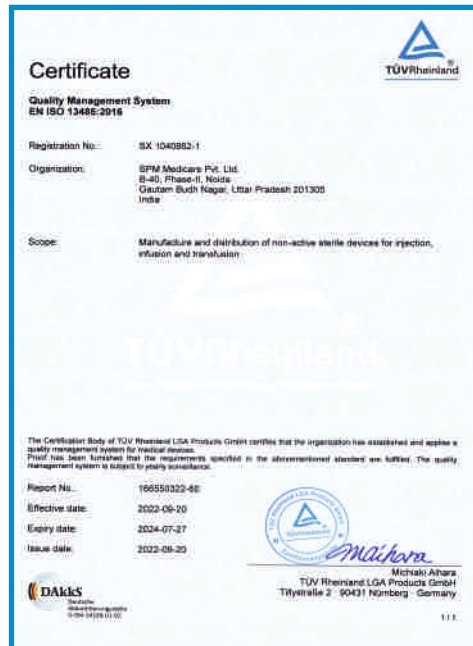 TÜVRheinland®
Certificate
Quality Management System
EN ISO 13485:2016
Registration No.: SX 1040862-1
Organization: SPM Medicare Pvt. Ltd.
B-40, Phase-II, Noida
Gautam Budh Nagar, Uttar Pradesh 201305
India
Scope: Manufacture and distribution of non-active sterile devices for injection,
infusion and transfusion
TÜVRheinland
The Certification Body of TÜV Rheinland LGA Products GmbH certifies that the organization has established and applies a
quality management system for medical devices.
Proof has been furnished that the requirements specified in the abovementioned standard are fulfilled. The quality
management system is subject to yearly surveillance.
Report No.:
Effective date: 2022-09-20
Expiry date: 2024-07-27
Issue date: 2022-09-20
Michiaki Aihara
TÜV Rheinland LGA Products GmbH
Tillystraße 2 · 90431 Nürnberg · Germany
DAkkS
Deutsche
Akkreditierungsstelle
1 / 1